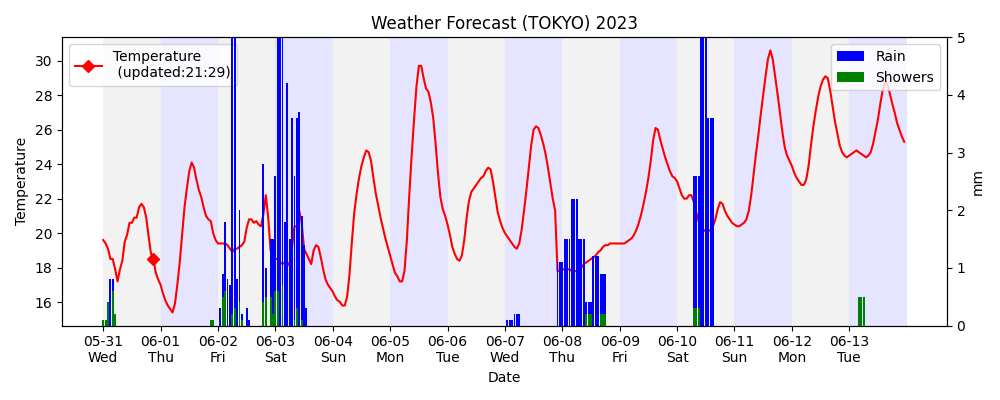 Weather Forecast (TOKYO) 2023
Temperature
(updated:21:29)
Rain
Showers
Temperature
30
28
26
24
22
20
18
16
5
4
3
2
1
0
mm
05-31 06-01 06-02 06-03 06-04 06-05 06-06 06-07 06-08 06-09 06-10 06-11 06-12 06-13
Wed Thu Fri Sat Sun Mon Tue Wed Thu Fri Sat Sun Mon Tue
Date